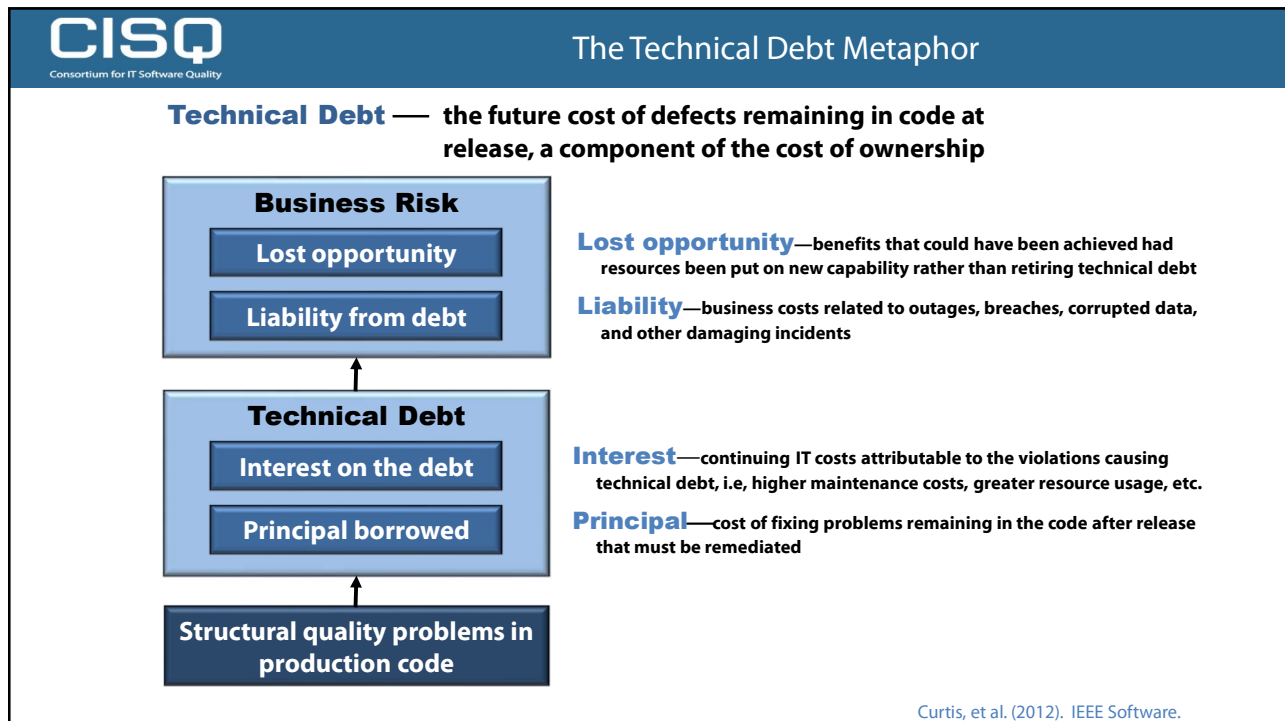 CISQ
Consortium for IT Software Quality
The Technical Debt Metaphor
Technical Debt — the future cost of defects remaining in code at
release, a component of the cost of ownership
Business Risk
Lost opportunity
Liability from debt
Lost opportunity—benefits that could have been achieved had
resources been put on new capability rather than retiring technical debt
Liability—business costs related to outages, breaches, corrupted data,
and other damaging incidents
Technical Debt
Interest on the debt
Principal borrowed
Interest—continuing IT costs attributable to the violations causing
technical debt, i.e, higher maintenance costs, greater resource usage, etc.
Principal—cost of fixing problems remaining in the code after release
that must be remediated
Structural quality problems in
production code
Curtis, et al. (2012). IEEE Software.